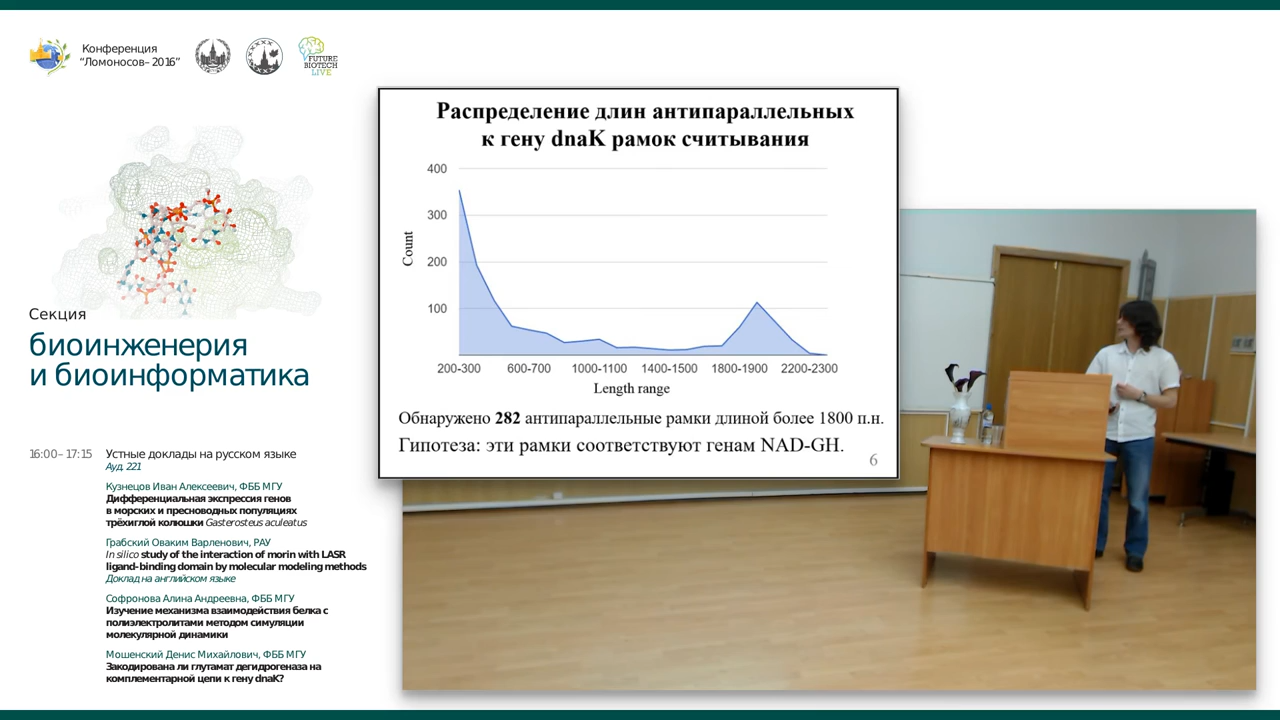 Конференция
“Ломоносов–2016”
FUTURE
BIOTECH
LIVE
Секция
биоинженерия
и биоинформатика
16:00–17:15 Устные доклады на русском языке
Ауд. 221
Кузнецов Иван Алексеевич, ФББ МГУ
Дифференциальная экспрессия генов
в морских и пресноводных популяциях
трёхиглой колюшки Gasterosteus aculeatus
Грабский Оваким Варленович, РАУ
In silico study of the interaction of morin with LASR
ligand-binding domain by molecular modeling methods
Доклад на английском языке
Софронова Алина Андреевна, ФББ МГУ
Изучение механизма взаимодействия белка с
полиэлектролитами методом симуляции
молекулярной динамики
Мошенский Денис Михайлович, ФББ МГУ
Закодирована ли глутамат дегидрогеназа на
комплементарной цепи к гену dnaK?
Распределение длин антипараллельных
к гену dnaK рамок считывания
400
300
200
100
Count
200-300 600-700 1000-1100 1400-1500 1800-1900 2200-2300
Length range
Обнаружено 282 антипараллельные рамки длиной более 1800 п.н.
Гипотеза: эти рамки соответствуют генам NAD-GH.
6